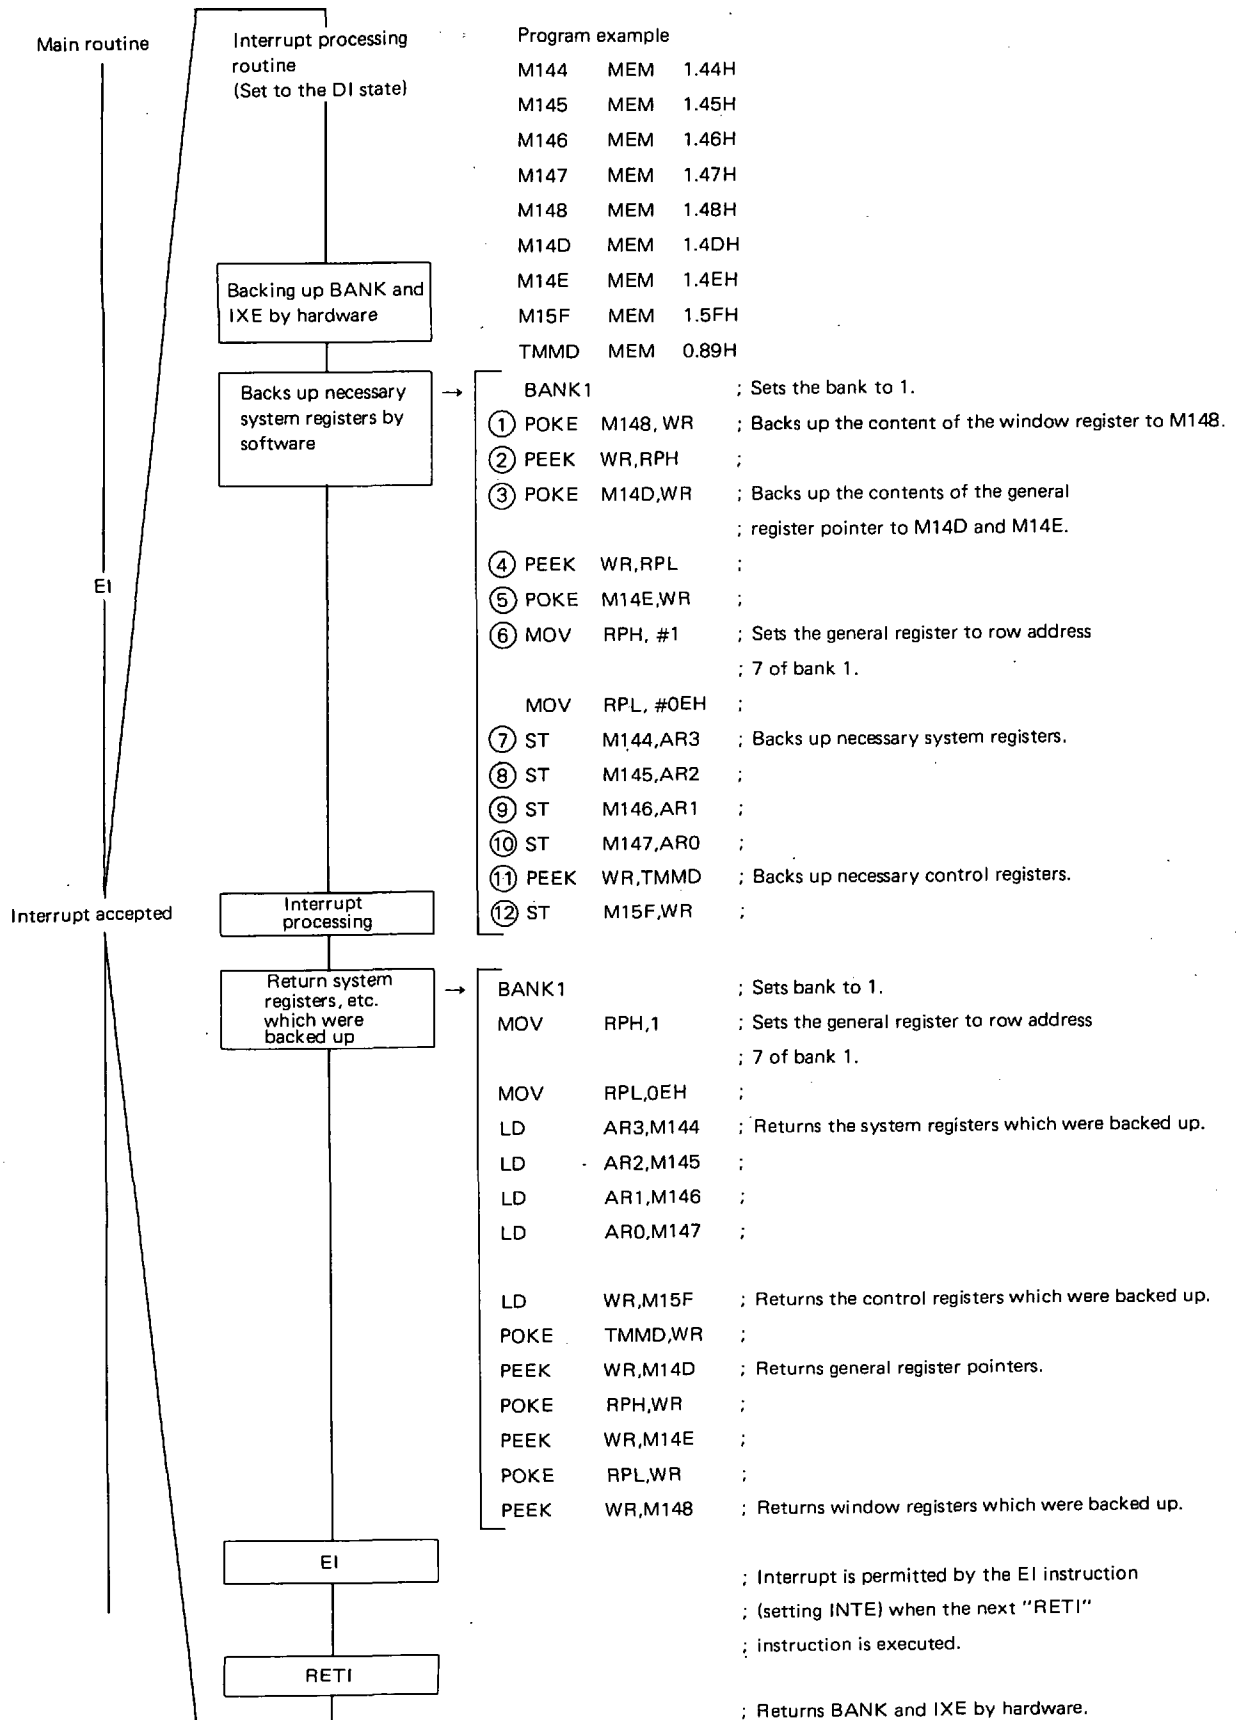 Main routine
Interrupt processing
routine
(Set to the DI state)
Program example
M144 MEM 1.44H
M145 MEM 1.45H
M146 MEM 1.46H
M147 MEM 1.47H
M148 MEM 1.48H
M14D MEM 1.4DH
M14E MEM 1.4EH
M15F MEM 1.5FH
TMMD MEM 0.89H
Backing up BANK and
IXE by hardware
Backs up necessary
system registers by
software
→
BANK1 ; Sets the bank to 1.
① POKE M148, WR ; Backs up the content of the window register to M148.
② PEEK WR,RPH ;
③ POKE M14D,WR ; Backs up the contents of the general
; register pointer to M14D and M14E.
④ PEEK WR,RPL ;
⑤ POKE M14E,WR ;
⑥ MOV RPH, #1 ; Sets the general register to row address
; 7 of bank 1.
MOV RPL, #0EH ;
⑦ ST M144,AR3 ; Backs up necessary system registers.
⑧ ST M145,AR2 ;
⑨ ST M146,AR1 ;
⑩ ST M147,AR0 ;
⑪ PEEK WR,TMMD ; Backs up necessary control registers.
⑫ ST M15F,WR ;
EI
Interrupt accepted
Interrupt
processing
Return system
registers, etc.
which were
backed up
→
BANK1 ; Sets bank to 1.
MOV RPH,1 ; Sets the general register to row address
; 7 of bank 1.
MOV RPL,0EH ;
LD AR3,M144 ; Returns the system registers which were backed up.
LD AR2,M145 ;
LD AR1,M146 ;
LD AR0,M147 ;
LD WR,M15F ; Returns the control registers which were backed up.
POKE TMMD,WR ;
PEEK WR,M14D ; Returns general register pointers.
POKE RPH,WR ;
PEEK WR,M14E ;
POKE RPL,WR ;
PEEK WR,M148 ; Returns window registers which were backed up.
EI
; Interrupt is permitted by the EI instruction
; (setting INTE) when the next "RETI"
; instruction is executed.
RETI
; Returns BANK and IXE by hardware.